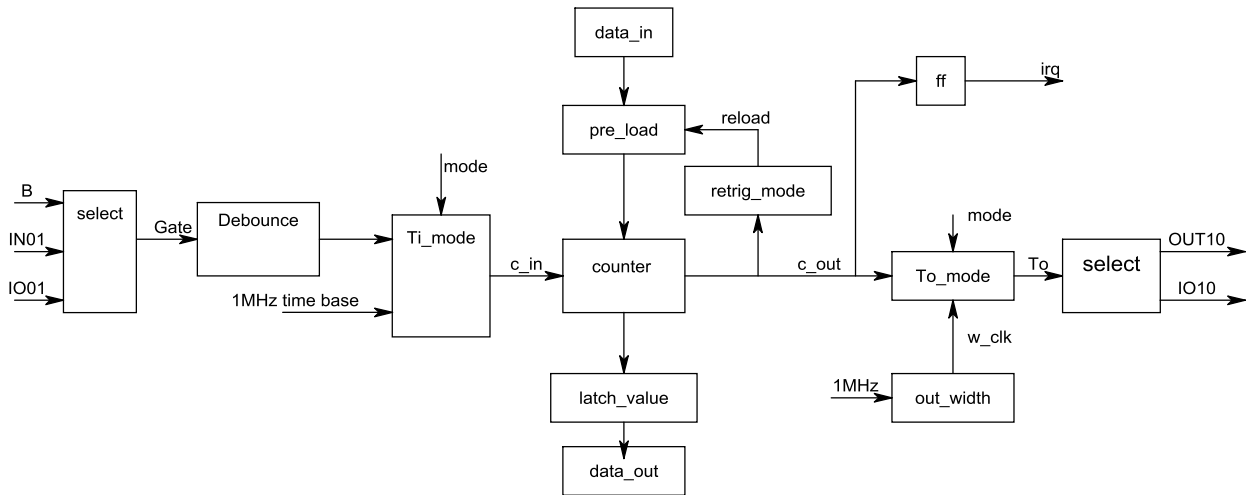 data_in
ff
irq
pre_load
reload
mode
retrig_mode
B
select
Gate
Debounce
IN01
Ti_mode
mode
OUT10
IO01
1MHz time base
c_in
counter
c_out
To_mode
To
select
IO10
w_clk
latch_value
1MHz
out_width
data_out